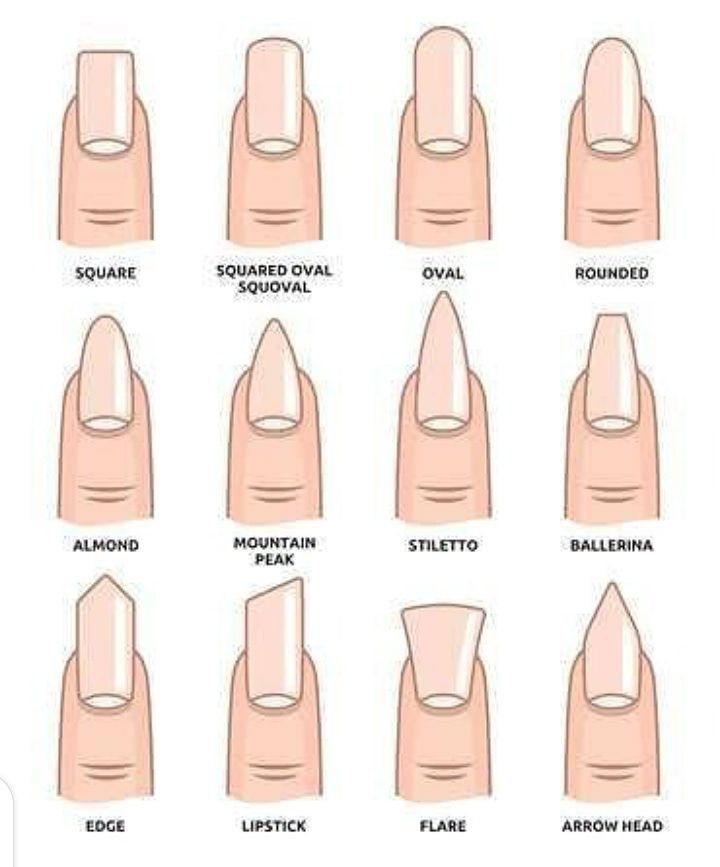 SQUARE
SQUARED OVAL
SQUOVAL
OVAL
ROUNDED
ALMOND
MOUNTAIN
PEAK
STILETTO
BALLERINA
EDGE
LIPSTICK
FLARE
ARROW HEAD